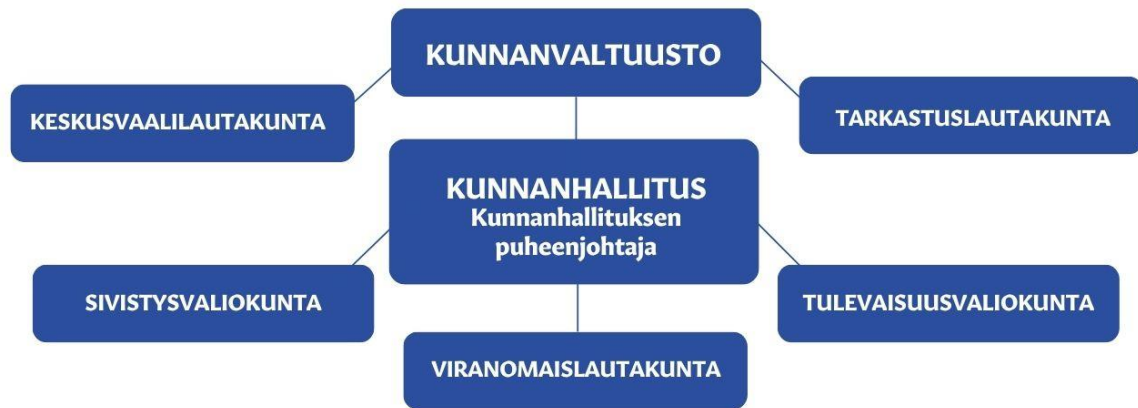 KUNNANVALTUUSTO
KESKUSVAALILAUTAKUNTA
TARKASTUSLAUTAKUNTA
KUNNANHALLITUS
Kunnanhallituksen
puheenjohtaja
SIVISTYSVALIOKUNTA
TULEVAISUUSVALIOKUNTA
VIRANOMAISLAUTAKUNTA